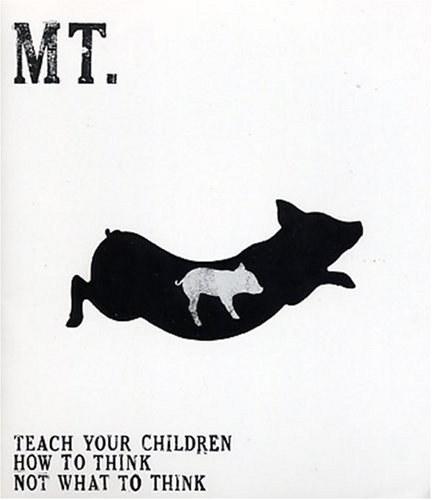 MT.
TEACH YOUR CHiLDREN
HOW TO THiNK
NOT WHAT TO THiNK